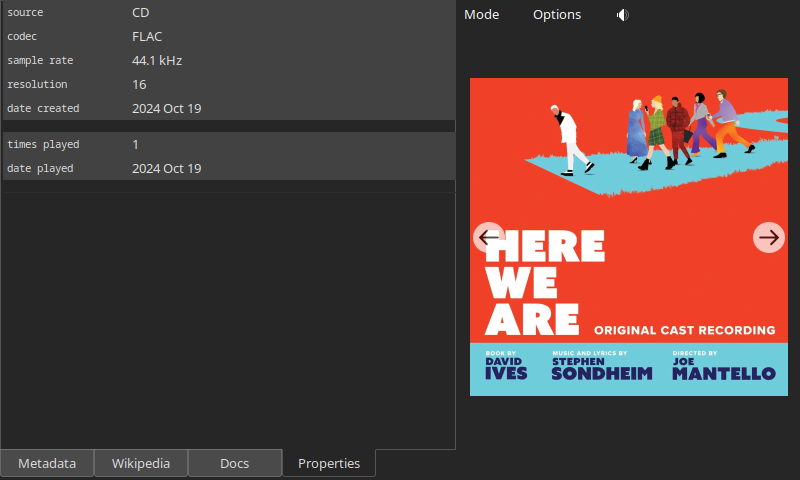 source CD
codec FLAC
sample rate 44.1 kHz
resolution 16
date created 2024 Oct 19
times played 1
date played 2024 Oct 19
Metadata Wikipedia Docs Properties
Mode Options
HERE
WE
ARE
ORIGINAL CAST RECORDING
BOOK BY
DAVID
IVES
MUSIC AND LYRICS BY
STEPHEN
SONDHEIM
DIRECTED BY
JOE
MANTELLO